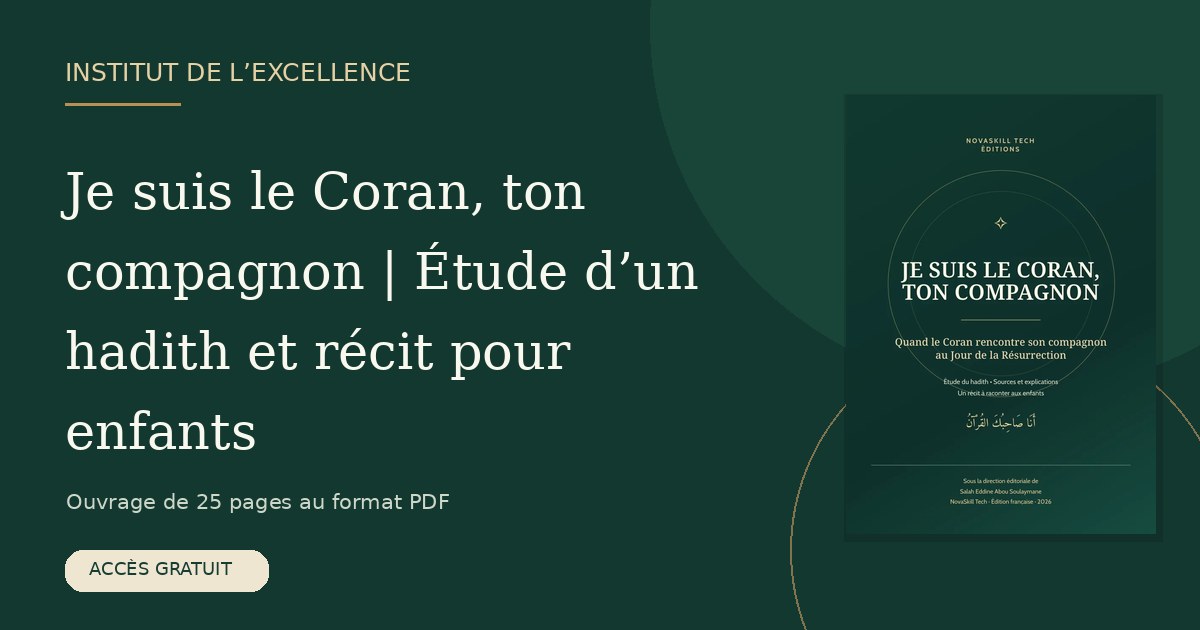 INSTITUT DE L’EXCELLENCE
Je suis le Coran, ton
compagnon | Étude d’un
hadith et récit pour
enfants
Ouvrage de 25 pages au format PDF
ACCÈS GRATUIT
NOVASKILL TECH
ÉDITIONS
JE SUIS LE CORAN,
TON COMPAGNON
Quand le Coran rencontre son compagnon
au Jour de la Résurrection
Étude du hadith • Sources et explications
Un récit à raconter aux enfants
أَنَا صَاحِبُكَ الْقُرْآنُ
Sous la direction éditoriale de
Salah Eddine Abou Soulaymane
NovaSkill Tech · Édition française · 2026